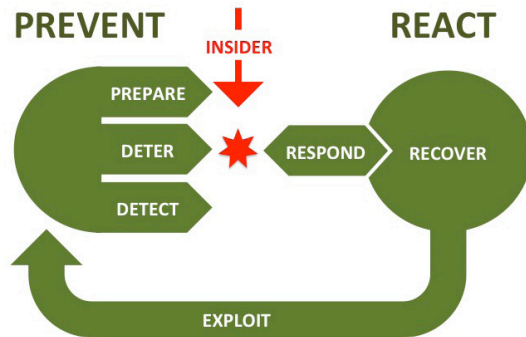 PREVENT
REACT
INSIDER
PREPARE
DETER
RESPOND
RECOVER
DETECT
EXPLOIT